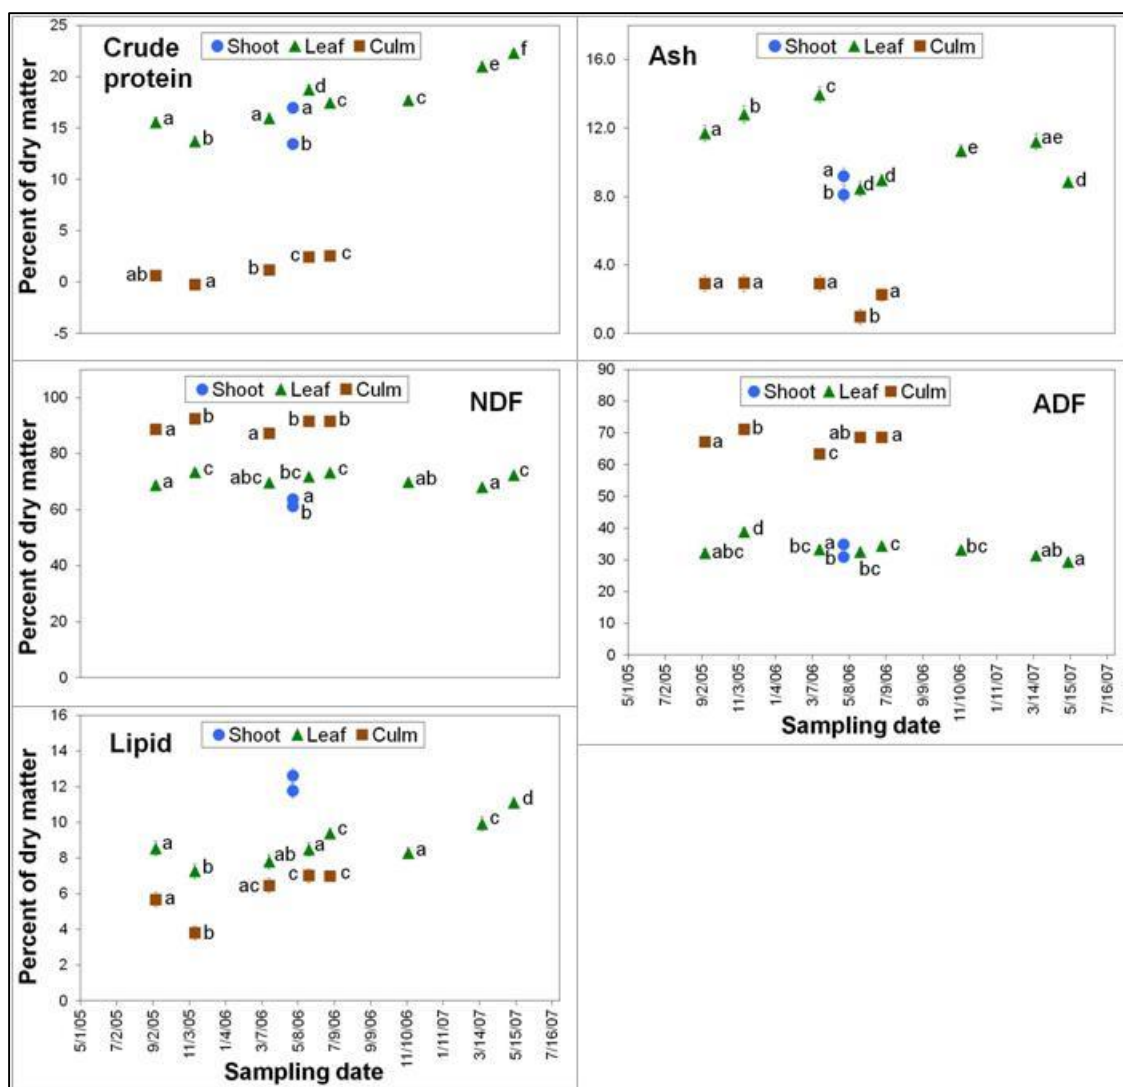 Crude protein
Shoot Leaf Culm
Percent of dry matter
25
20
15
10
5
0
-5
a
b
a
d
c
a
b
c
e
f
ab
a
b
c
c
Ash
Shoot Leaf Culm
16.0
12.0
8.0
4.0
0.0
a
b
c
a
b
d
d
e
ae
d
a
a
a
b
a
NDF
Shoot Leaf Culm
Percent of dry matter
100
80
60
40
20
0
a
b
a
b
b
a
c
abc
bc
c
a
b
ab
a
c
ADF
Shoot Leaf Culm
90
80
70
60
50
40
30
20
10
0
a
b
c
ab
a
abc
d
bc
a
b
bc
c
bc
ab
a
5/1/05
7/2/05
9/2/05
11/3/05
1/4/06
3/7/06
5/8/06
7/9/06
9/9/06
11/10/06
1/11/07
3/14/07
5/15/07
7/16/07
Sampling date
Lipid
Shoot Leaf Culm
Percent of dry matter
16
14
12
10
8
6
4
2
0
a
b
ab
a
c
a
c
d
a
b
ac
c
c
5/1/05
7/2/05
9/2/05
11/3/05
1/4/06
3/7/06
5/8/06
7/9/06
9/9/06
11/10/06
1/11/07
3/14/07
5/15/07
7/16/07
Sampling date